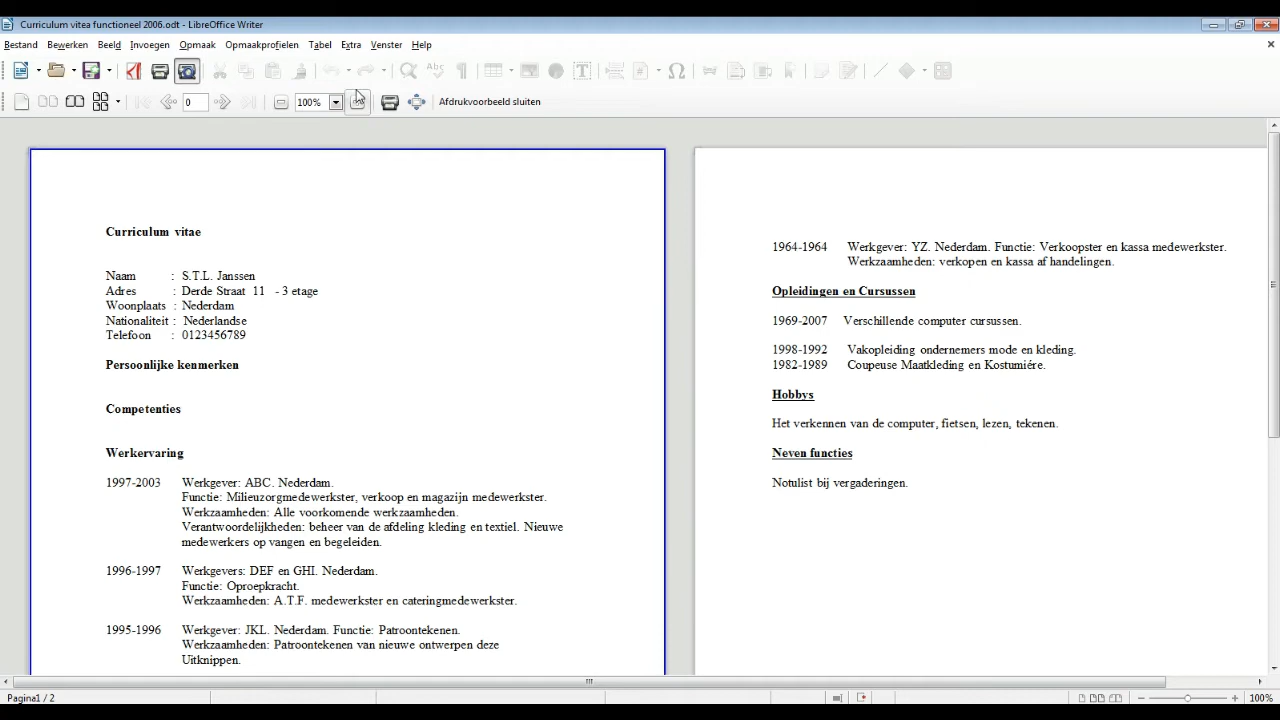 Curriculum vitea functioneel 2006.odt - LibreOffice Writer
Bestand Bewerken Beeld Invoegen Opmaak Opmaakprofielen Tabel Extra Venster Help
0 100% Afdrukvoorbeeld sluiten
Curriculum vitae
Naam : S.T.L. Janssen
Adres : Derde Straat 11 - 3 etage
Woonplaats : Nederdam
Nationaliteit : Nederlandse
Telefoon : 0123456789
Persoonlijke kenmerken
Competenties
Werkervaring
1997-2003 Werkgever: ABC. Nederdam.
Functie: Milieuzorgmedewerkster, verkoop en magazijn medewerkster.
Werkzaamheden: Alle voorkomende werkzaamheden.
Verantwoordelijkheden: beheer van de afdeling kleding en textiel. Nieuwe
medewerkers op vangen en begeleiden.
1996-1997 Werkgevers: DEF en GHI. Nederdam.
Functie: Oproepkracht.
Werkzaamheden: A.T.F. medewerkster en cateringmedewerkster.
1995-1996 Werkgever: JKL. Nederdam. Functie: Patroontekenen.
Werkzaamheden: Patroontekenen van nieuwe ontwerpen deze
Uitknippen.
1964-1964 Werkgever: YZ. Nederdam. Functie: Verkoopster en kassa medewerkster.
Werkzaamheden: verkopen en kassa af handelingen.
Opleidingen en Cursussen
1969-2007 Verschillende computer cursussen.
1998-1992 Vakopleiding ondernemers mode en kleding.
1982-1989 Coupeuse Maatkleding en Kostumiére.
Hobbys
Het verkennen van de computer, fietsen, lezen, tekenen.
Neven functies
Notulist bij vergaderingen.
Pagina1 / 2 100%